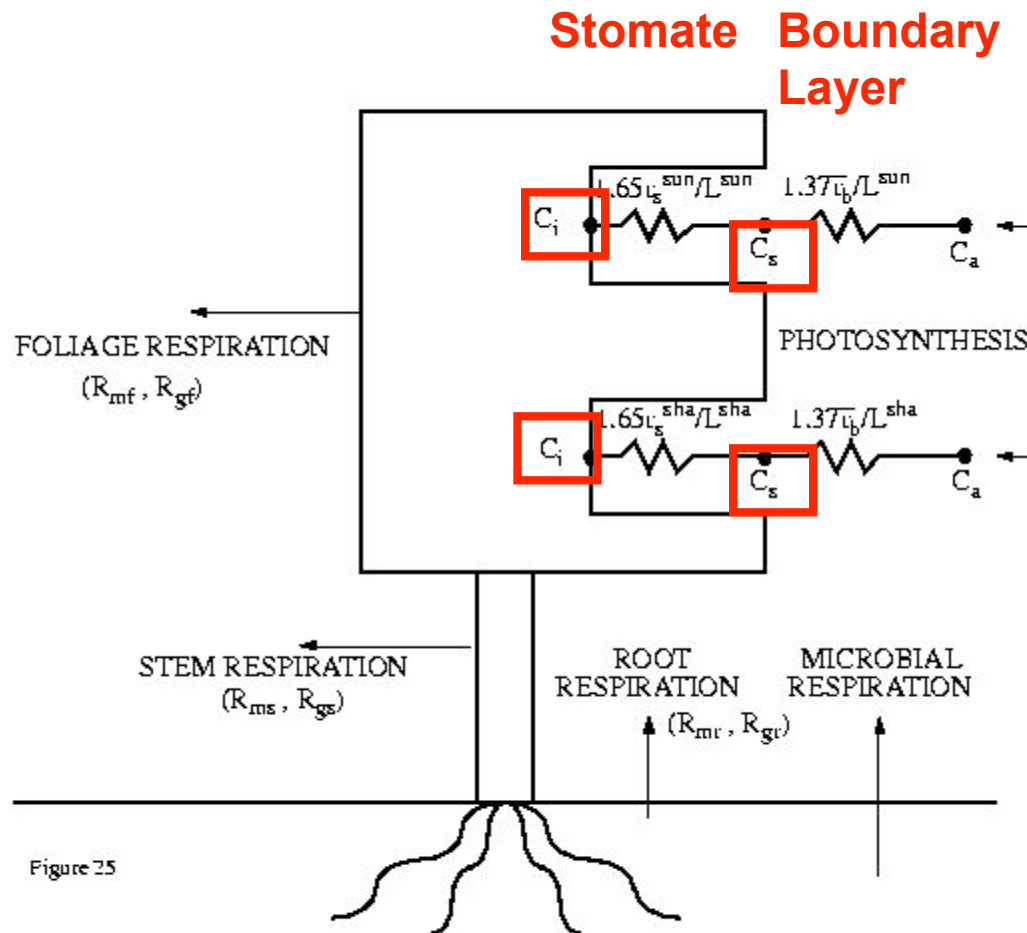 Stomate Boundary
Layer
1.65r_s^sun/L^sun 1.37r̅_b/L^sun
C_i
C_s
C_a
PHOTOSYNTHESIS
FOLIAGE RESPIRATION
(R_mf , R_gf)
1.65r_s^sha/L^sha 1.37r̅_b/L^sha
C_i
C_s
C_a
STEM RESPIRATION
(R_ms , R_gs)
ROOT
RESPIRATION
(R_mr , R_gr)
MICROBIAL
RESPIRATION
Figure 25